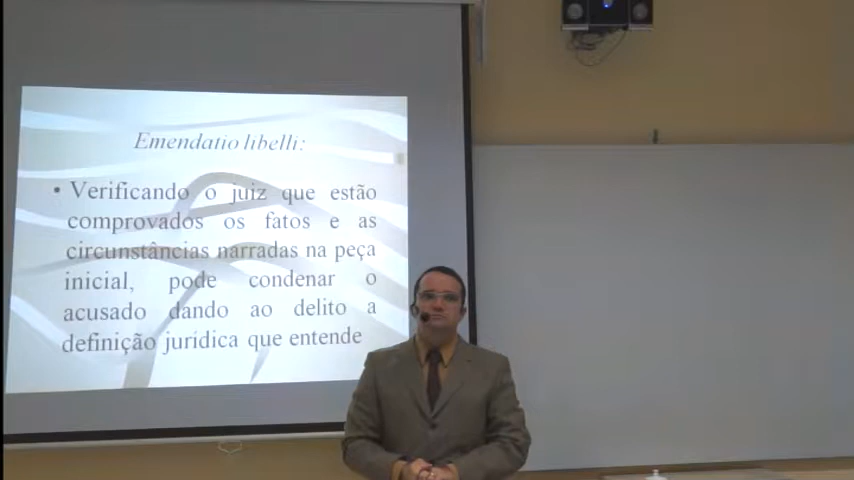 Emendatio libelli:
• Verificando o juiz que estão
comprovados os fatos e as
circunstâncias narradas na peça
inicial, pode condenar o
acusado dando ao delito a
definição jurídica que entende